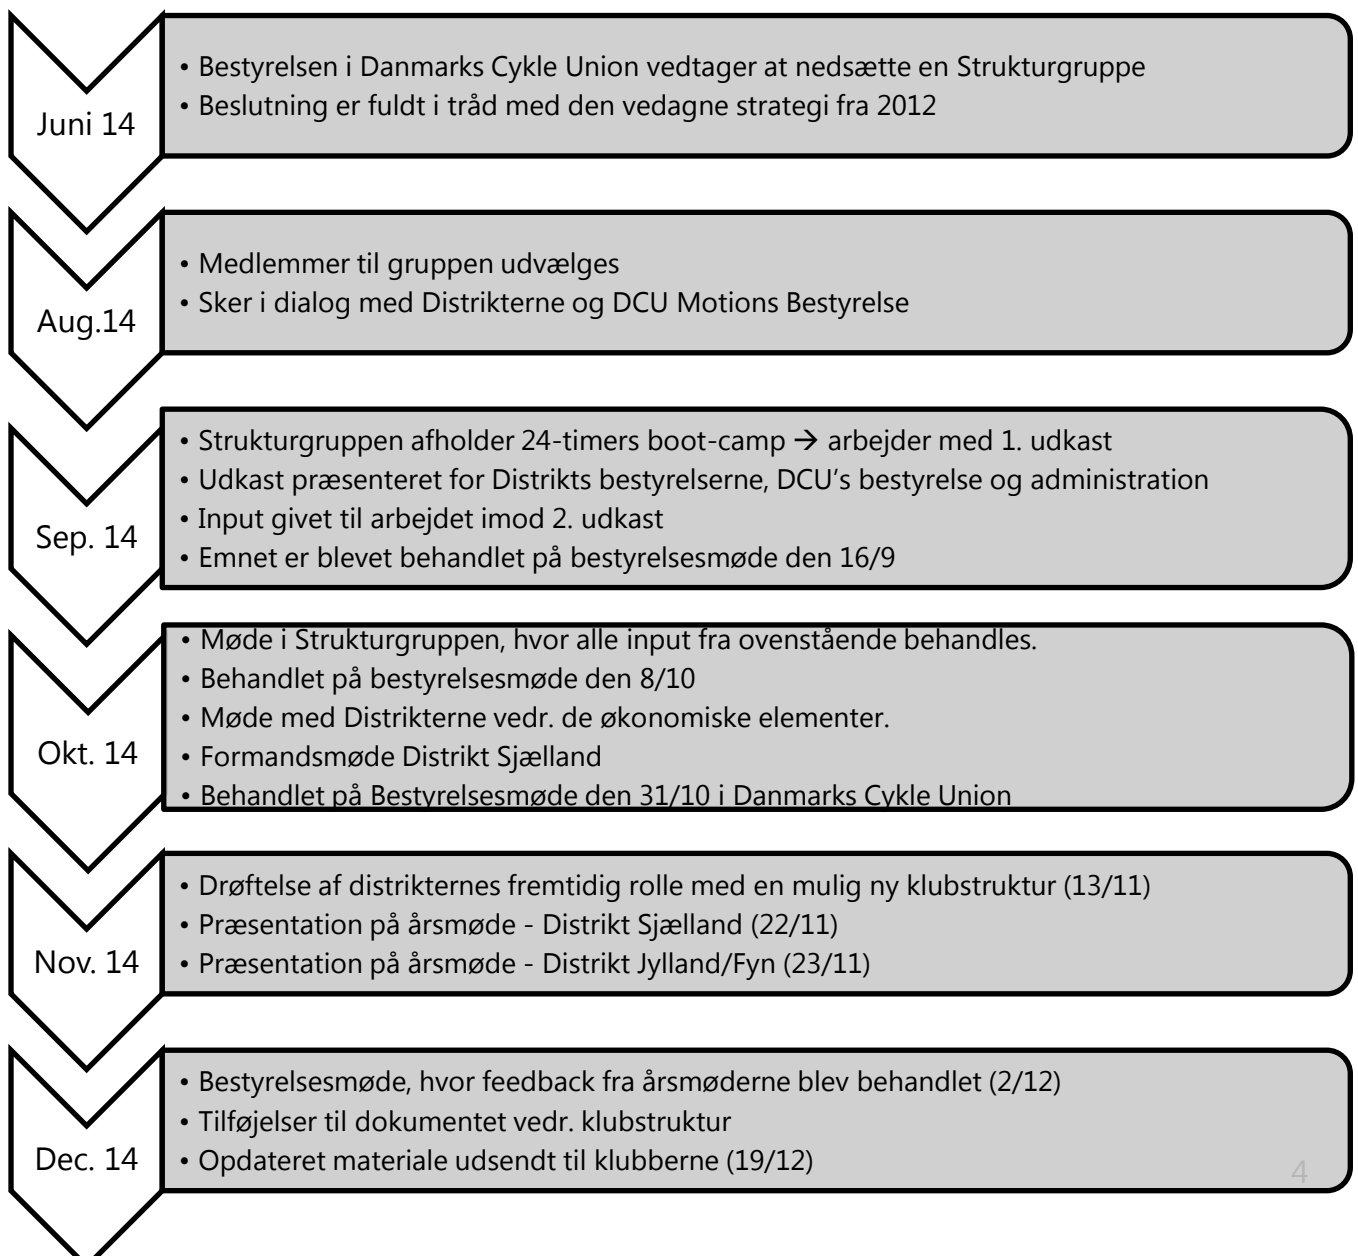 Juni 14
• Bestyrelsen i Danmarks Cykle Union vedtager at nedsætte en Strukturgruppe
• Beslutning er fuldt i tråd med den vedagne strategi fra 2012
Aug.14
• Medlemmer til gruppen udvælges
• Sker i dialog med Distrikterne og DCU Motions Bestyrelse
Sep. 14
• Strukturgruppen afholder 24-timers boot-camp → arbejder med 1. udkast
• Udkast præsenteret for Distrikts bestyrelserne, DCU’s bestyrelse og administration
• Input givet til arbejdet imod 2. udkast
• Emnet er blevet behandlet på bestyrelsesmøde den 16/9
Okt. 14
• Møde i Strukturgruppen, hvor alle input fra ovenstående behandles.
• Behandlet på bestyrelsesmøde den 8/10
• Møde med Distrikterne vedr. de økonomiske elementer.
• Formandsmøde Distrikt Sjælland
• Behandlet på Bestyrelsesmøde den 31/10 i Danmarks Cykle Union
Nov. 14
• Drøftelse af distrikternes fremtidig rolle med en mulig ny klubstruktur (13/11)
• Præsentation på årsmøde - Distrikt Sjælland (22/11)
• Præsentation på årsmøde - Distrikt Jylland/Fyn (23/11)
Dec. 14
• Bestyrelsesmøde, hvor feedback fra årsmøderne blev behandlet (2/12)
• Tilføjelser til dokumentet vedr. klubstruktur
• Opdateret materiale udsendt til klubberne (19/12)
4